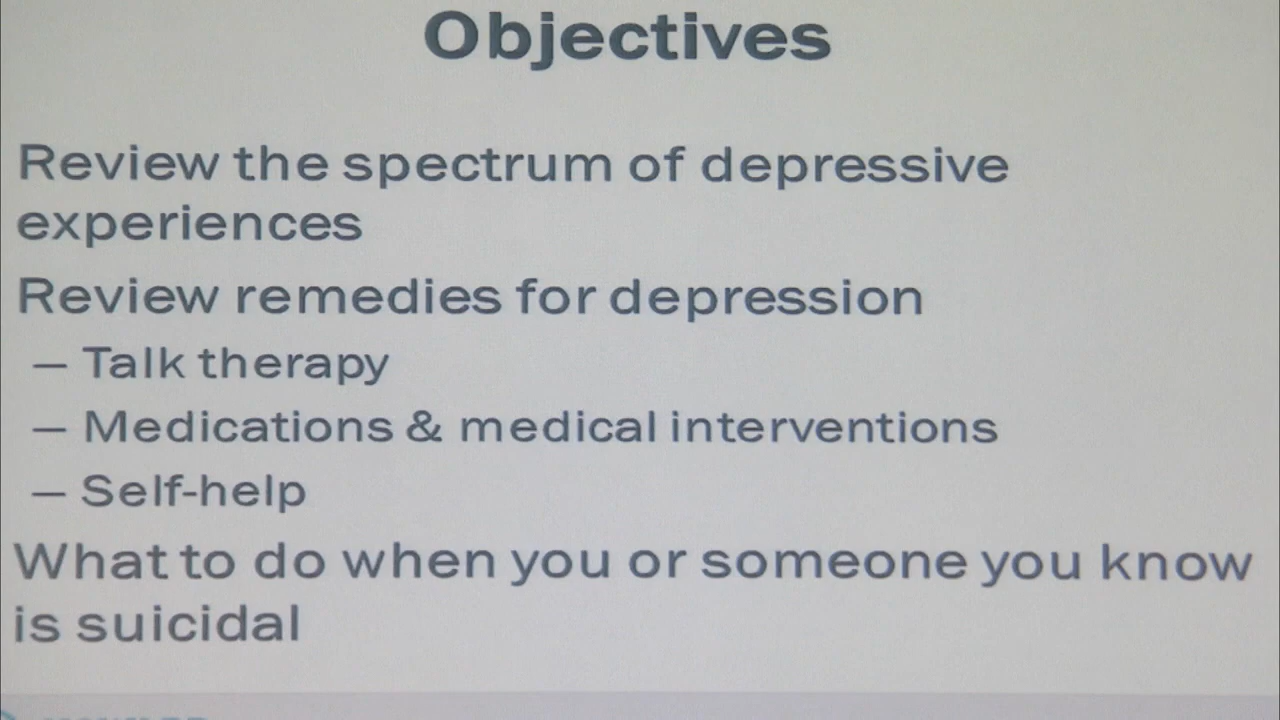 Objectives
Review the spectrum of depressive
experiences
Review remedies for depression
– Talk therapy
– Medications & medical interventions
– Self-help
What to do when you or someone you know
is suicidal